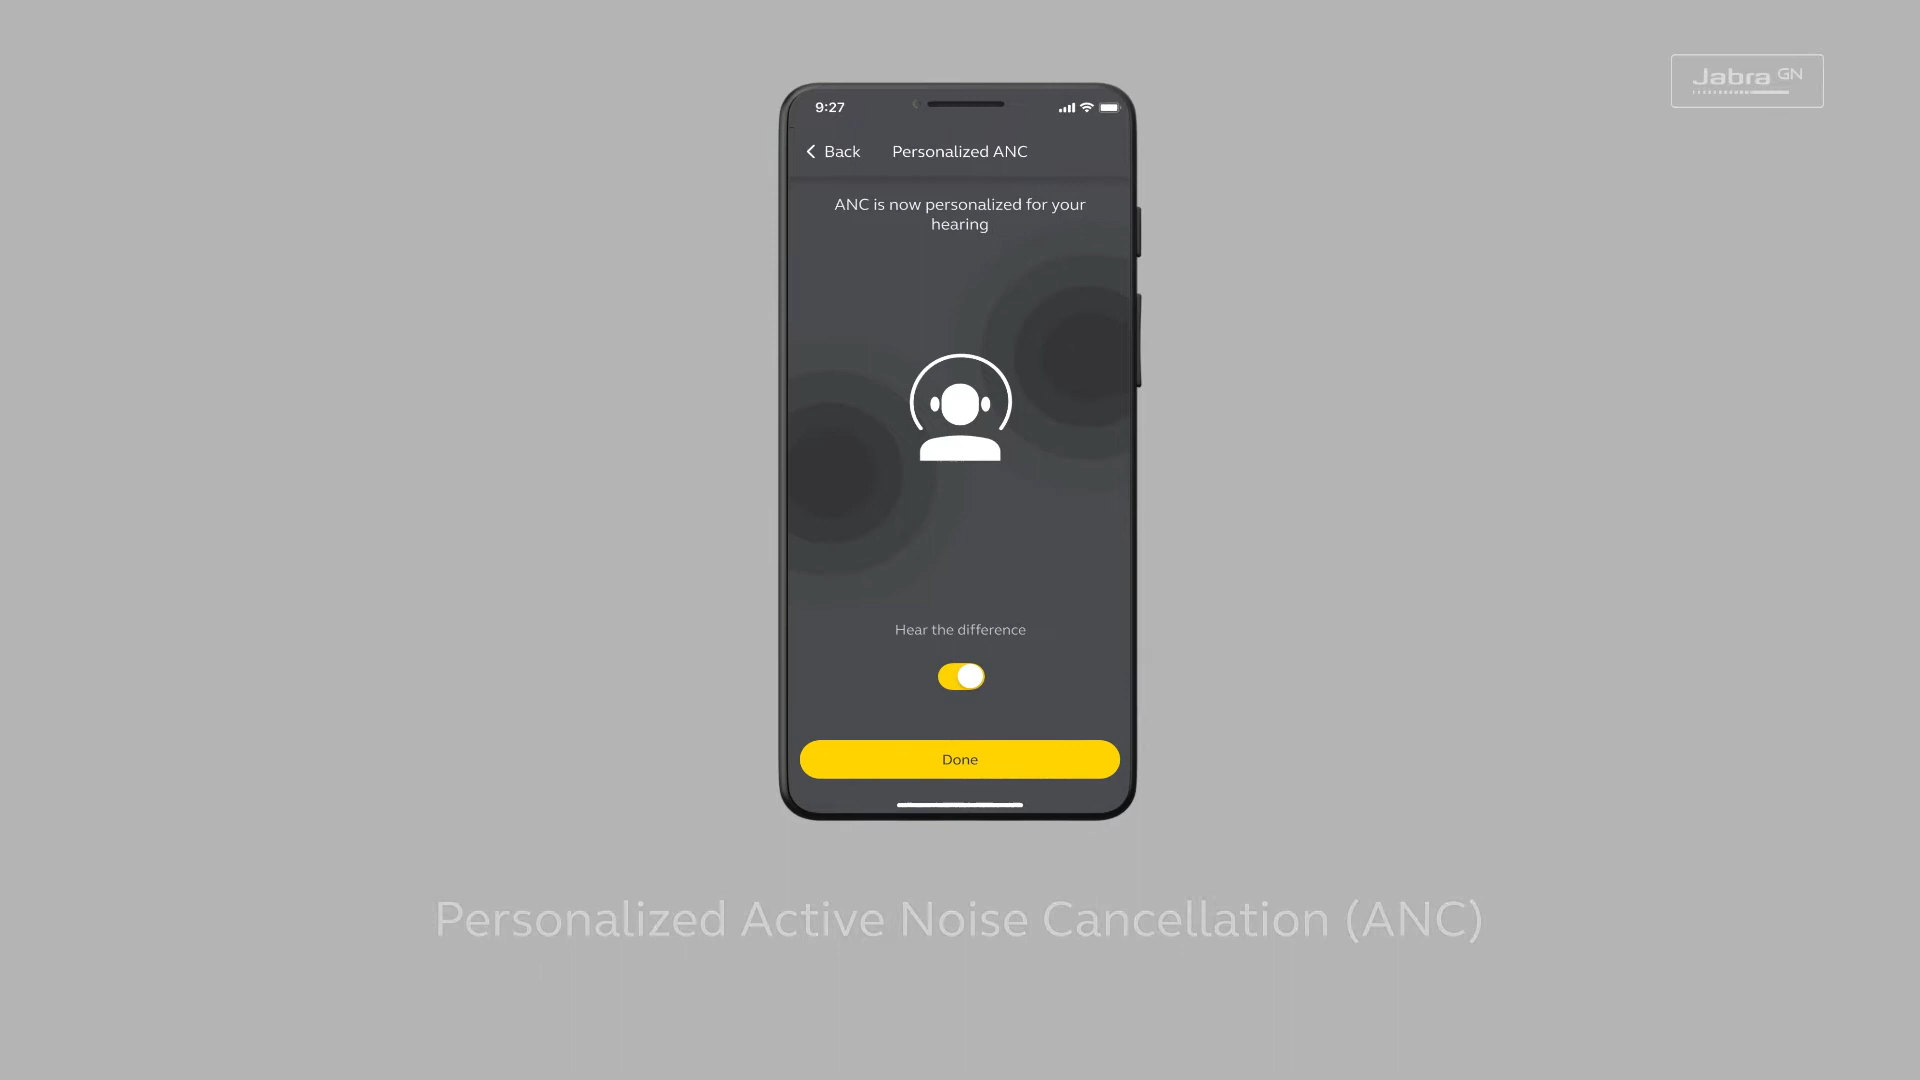 Jabra GN
9:27
Back
Personalized ANC
ANC is now personalized for your
hearing
Hear the difference
Done
Personalized Active Noise Cancellation (ANC)